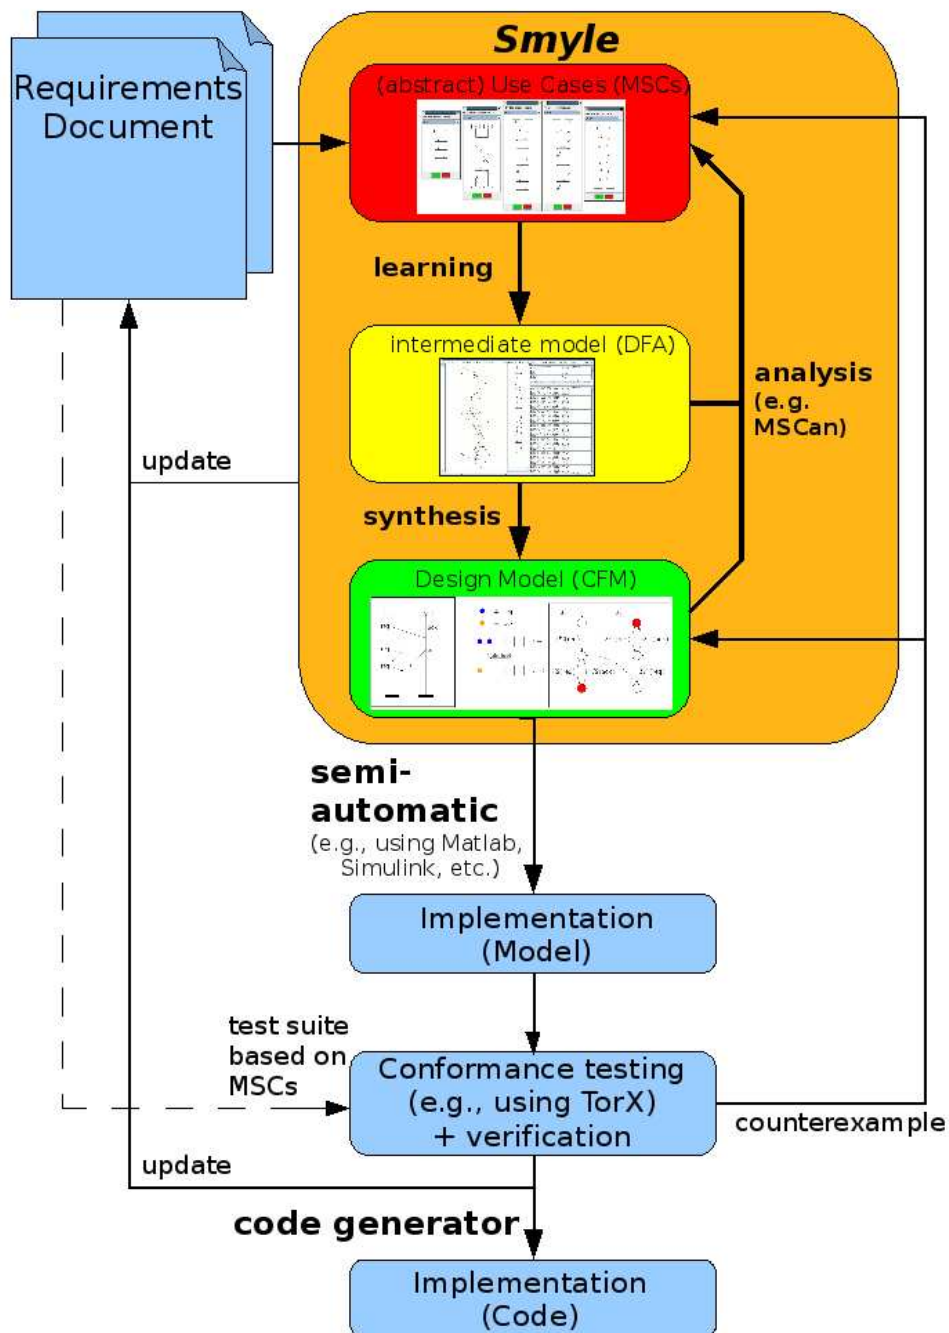 Requirements
Document
Smyle
(abstract) Use Cases (MSCs)
learning
intermediate model (DFA)
analysis
(e.g.
MSCan)
update
synthesis
Design Model (CFM)
semi-
automatic
(e.g., using Matlab,
Simulink, etc.)
Implementation
(Model)
test suite
based on
MSCs
Conformance testing
(e.g., using TorX)
+ verification
counterexample
update
code generator
Implementation
(Code)